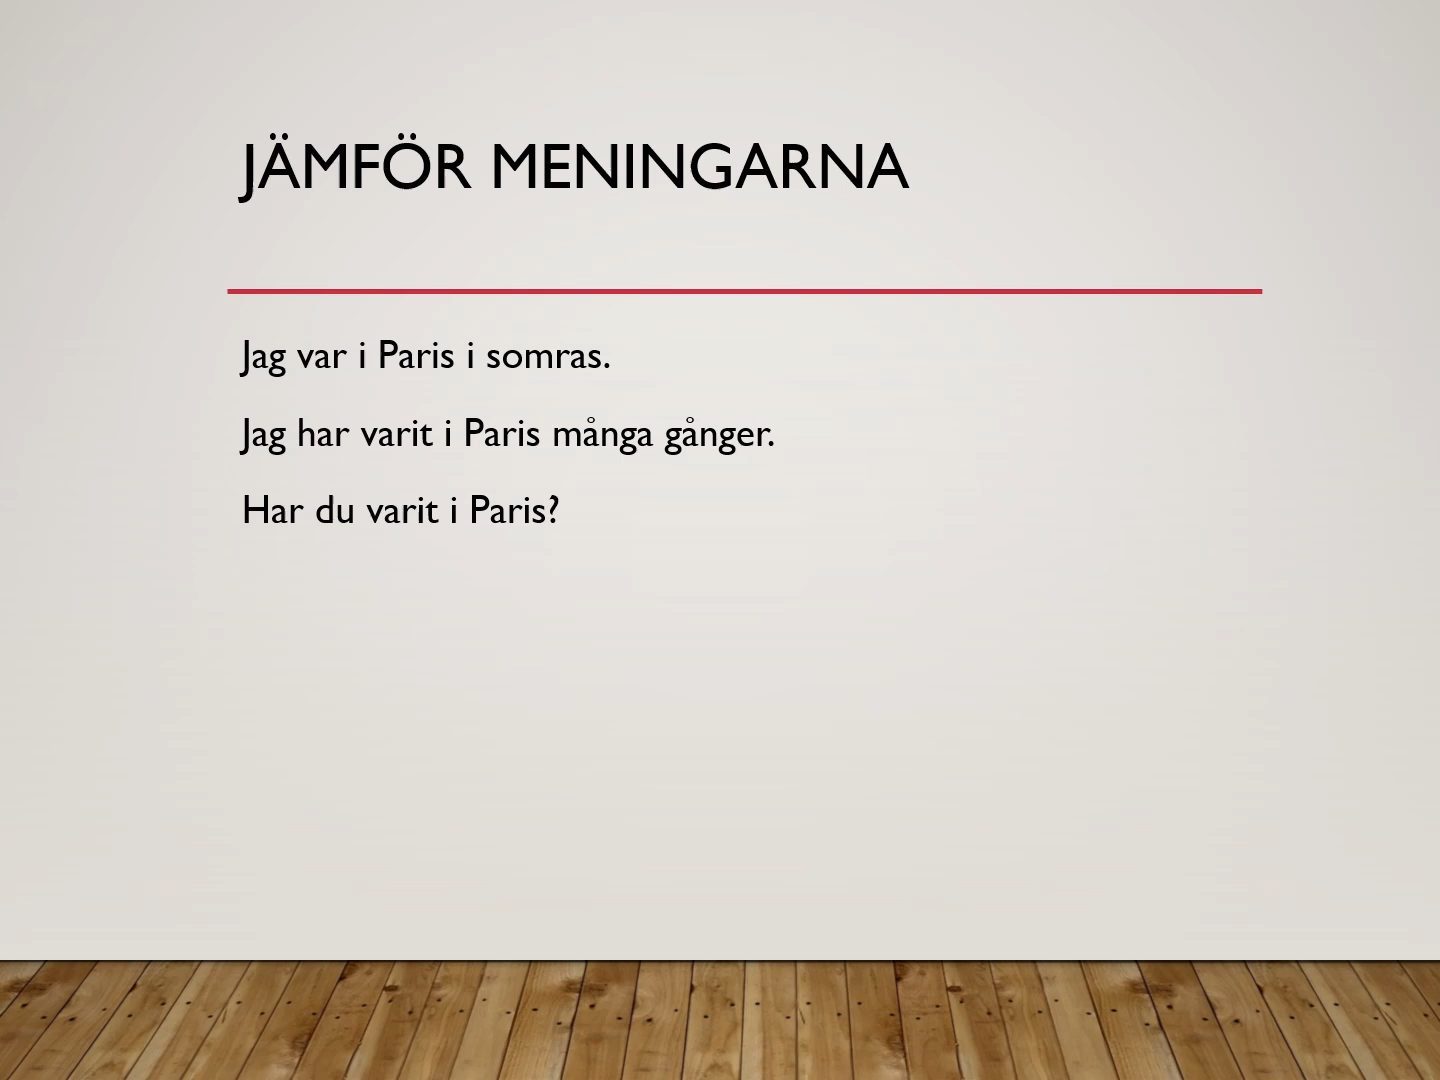 JÄMFÖR MENINGARNA
Jag var i Paris i somras.
Jag har varit i Paris många gånger.
Har du varit i Paris?